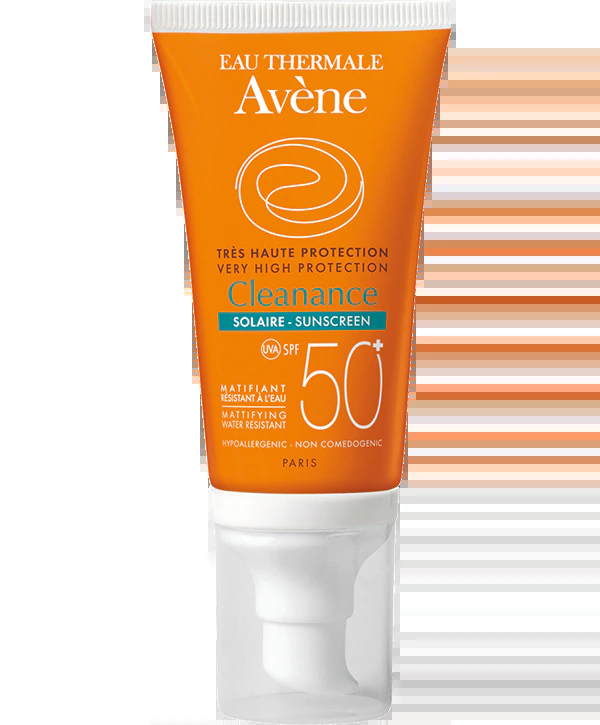 EAU THERMALE
Avène
TRÈS HAUTE PROTECTION
VERY HIGH PROTECTION
Cleanance
SOLAIRE - SUNSCREEN
UVA SPF 50+
MATIFIANT
RÉSISTANT À L'EAU
MATTIFYING
WATER RESISTANT
HYPOALLERGENIC - NON COMEDOGENIC
PARIS